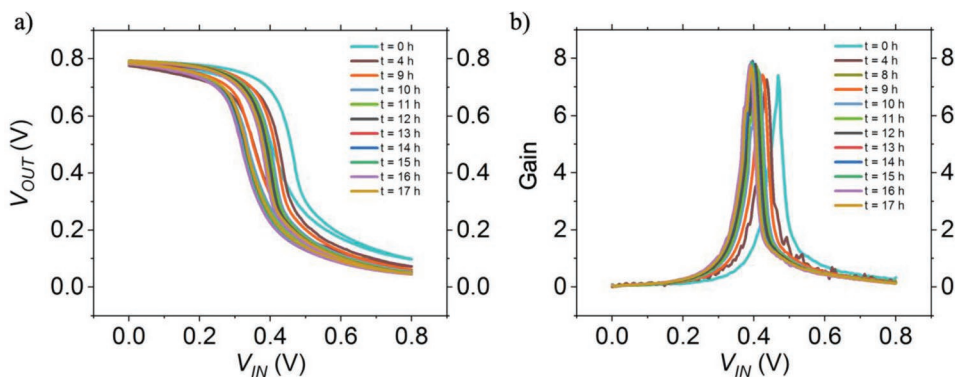 a)
0.8
0.6
0.4
0.2
0.0
V_OUT (V)
0.0 0.2 0.4 0.6 0.8
V_IN (V)
0.8
0.6
0.4
0.2
0.0
t = 0 h
t = 4 h
t = 9 h
t = 10 h
t = 11 h
t = 12 h
t = 13 h
t = 14 h
t = 15 h
t = 16 h
t = 17 h
b)
8
6
4
2
0
Gain
0.0 0.2 0.4 0.6 0.8
V_IN (V)
8
6
4
2
0
t = 0 h
t = 4 h
t = 8 h
t = 9 h
t = 10 h
t = 11 h
t = 12 h
t = 13 h
t = 14 h
t = 15 h
t = 16 h
t = 17 h